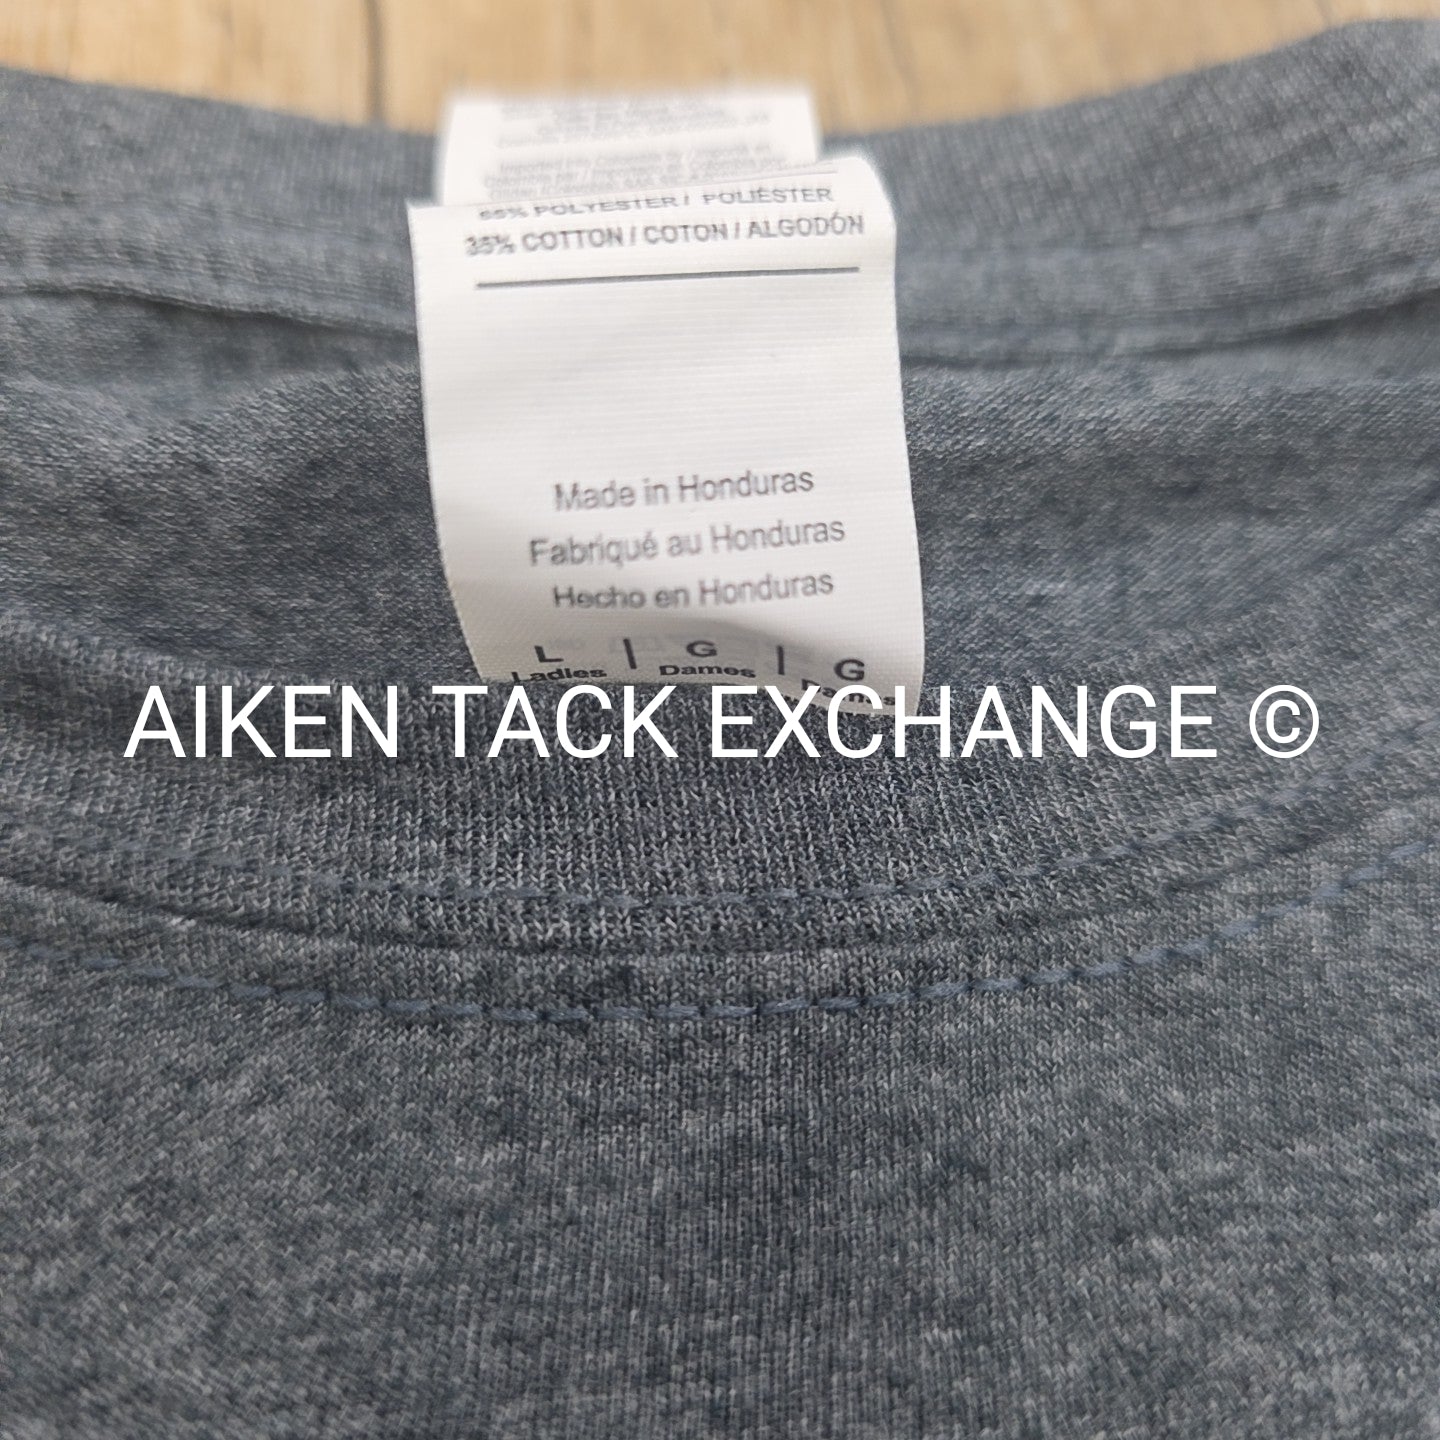 65% POLYESTER / POLIÉSTER
35% COTTON / COTON / ALGODÓN
Made in Honduras
Fabriqué au Honduras
Hecho en Honduras
L | G | G
Ladies Dames Damas
AIKEN TACK EXCHANGE ©